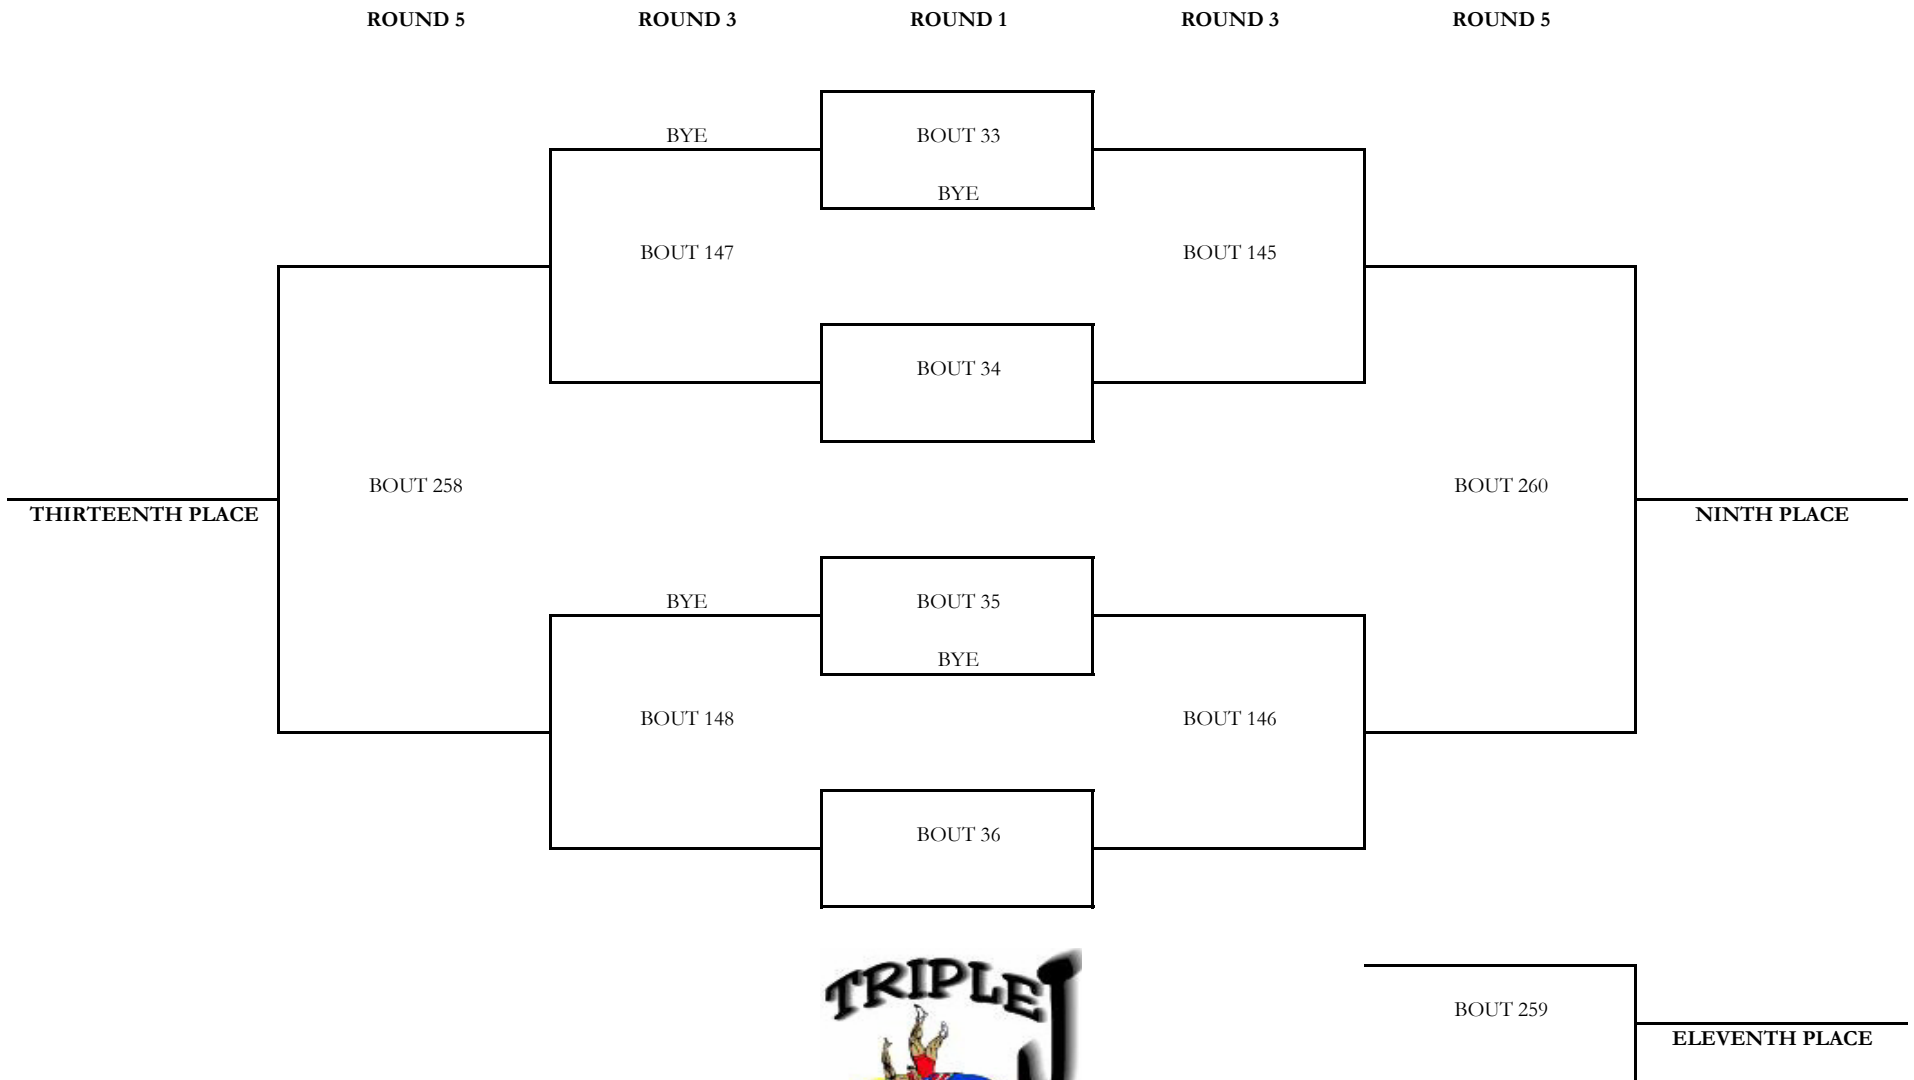 ROUND 5 ROUND 3 ROUND 1 ROUND 3 ROUND 5
BYE BOUT 33
BYE
BOUT 147 BOUT 145
BOUT 34
BOUT 258 BOUT 260
THIRTEENTH PLACE NINTH PLACE
BYE BOUT 35
BYE
BOUT 148 BOUT 146
BOUT 36
TRIPLE J
BOUT 259
ELEVENTH PLACE